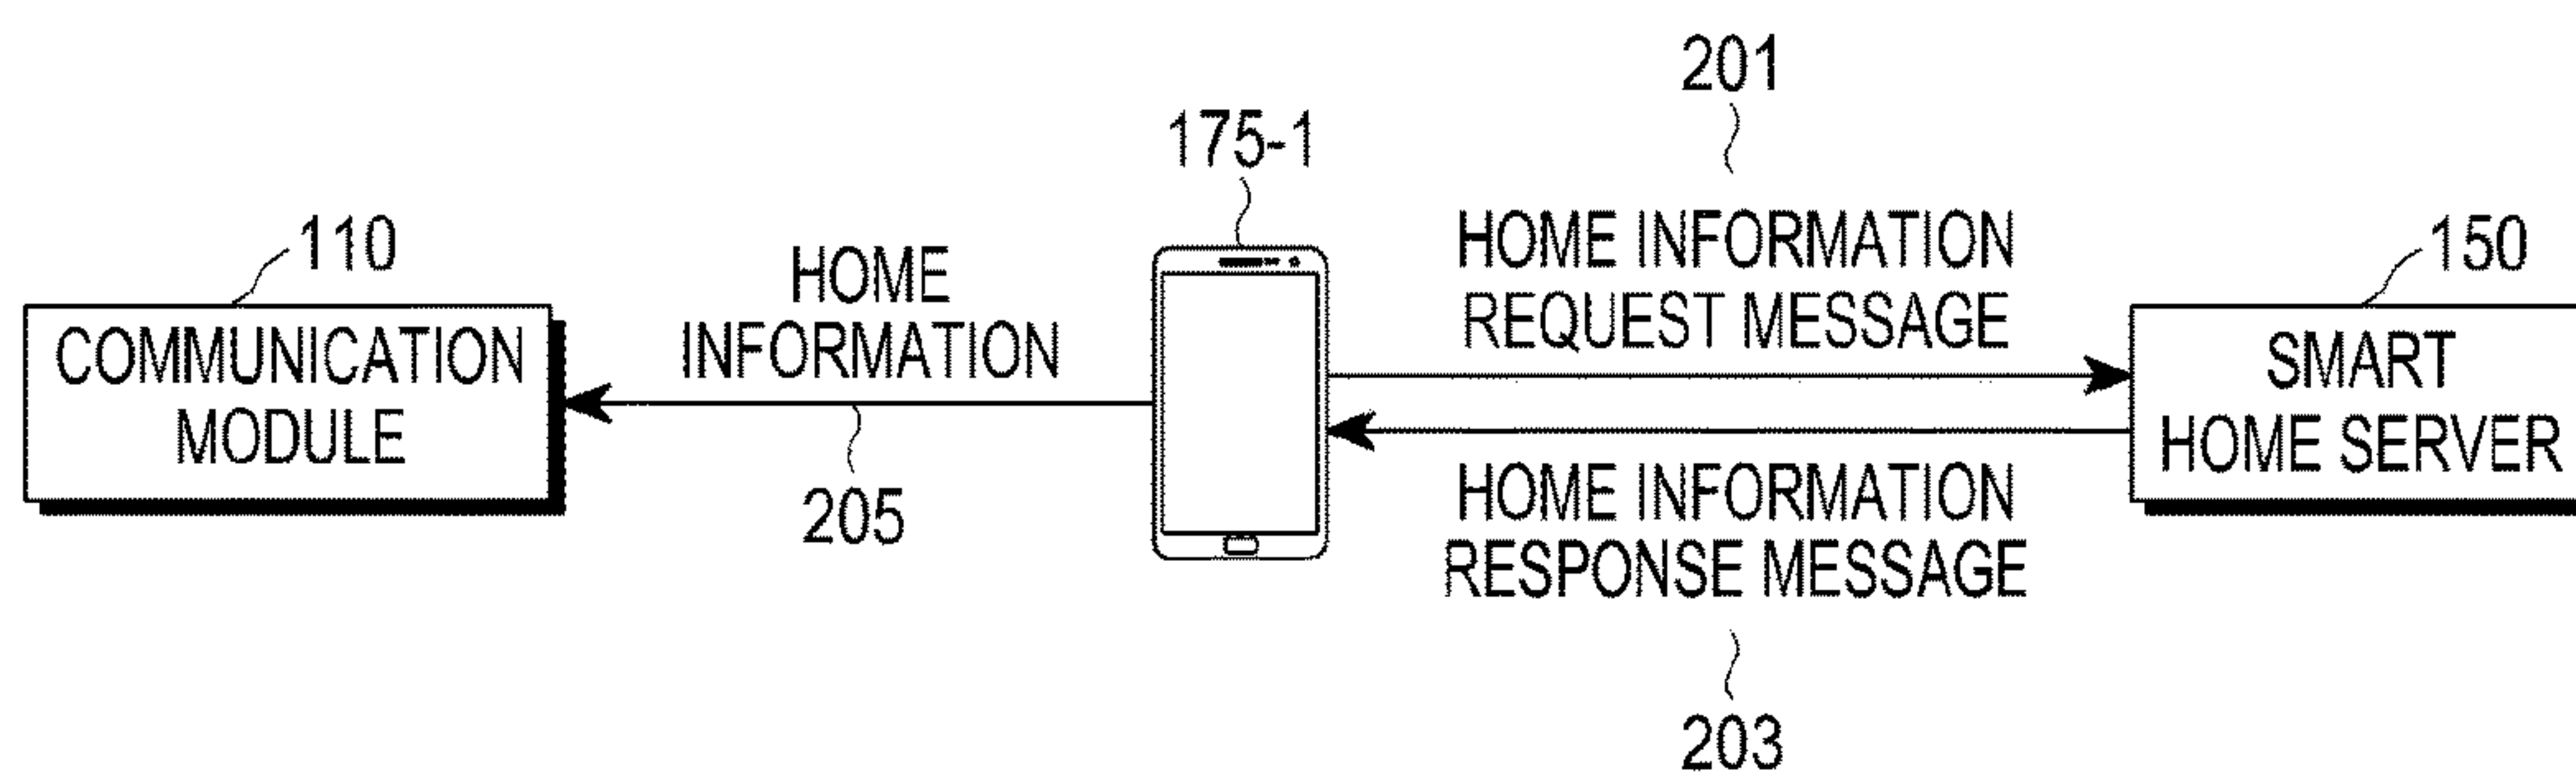 201
175-1
110
HOME
INFORMATION
HOME INFORMATION
REQUEST MESSAGE
150
COMMUNICATION
MODULE
SMART
HOME SERVER
205
HOME INFORMATION
RESPONSE MESSAGE
203